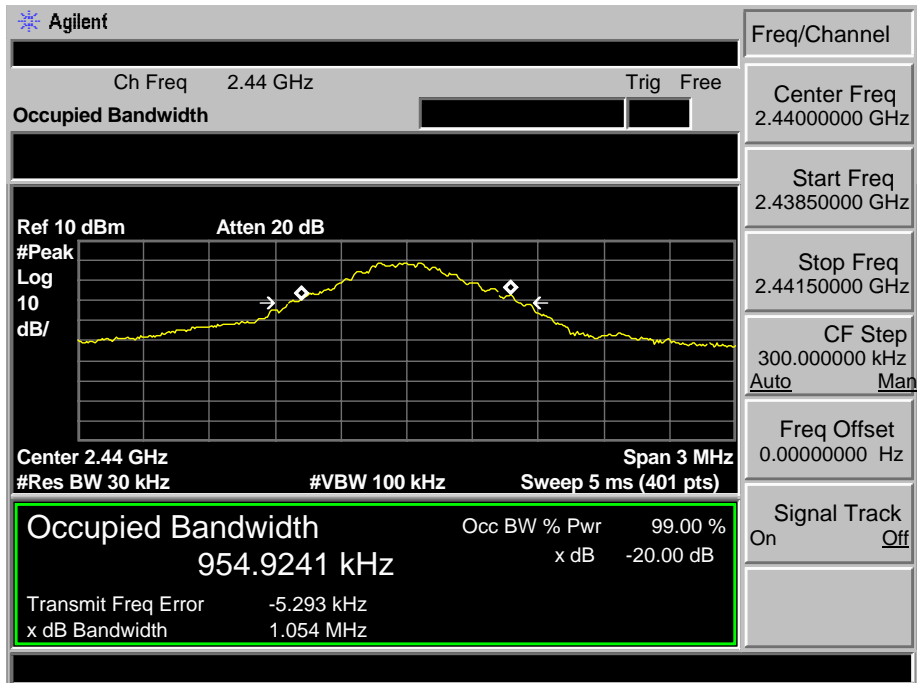 Agilent
Freq/Channel
Ch Freq 2.44 GHz Trig Free
Occupied Bandwidth
Center Freq
2.44000000 GHz
Start Freq
2.43850000 GHz
Stop Freq
2.44150000 GHz
CF Step
300.000000 kHz
Auto Man
Freq Offset
0.00000000 Hz
Signal Track
On Off
Ref 10 dBm Atten 20 dB
#Peak
Log
10
dB/
Center 2.44 GHz Span 3 MHz
#Res BW 30 kHz #VBW 100 kHz Sweep 5 ms (401 pts)
Occupied Bandwidth Occ BW % Pwr 99.00 %
954.9241 kHz x dB -20.00 dB
Transmit Freq Error -5.293 kHz
x dB Bandwidth 1.054 MHz